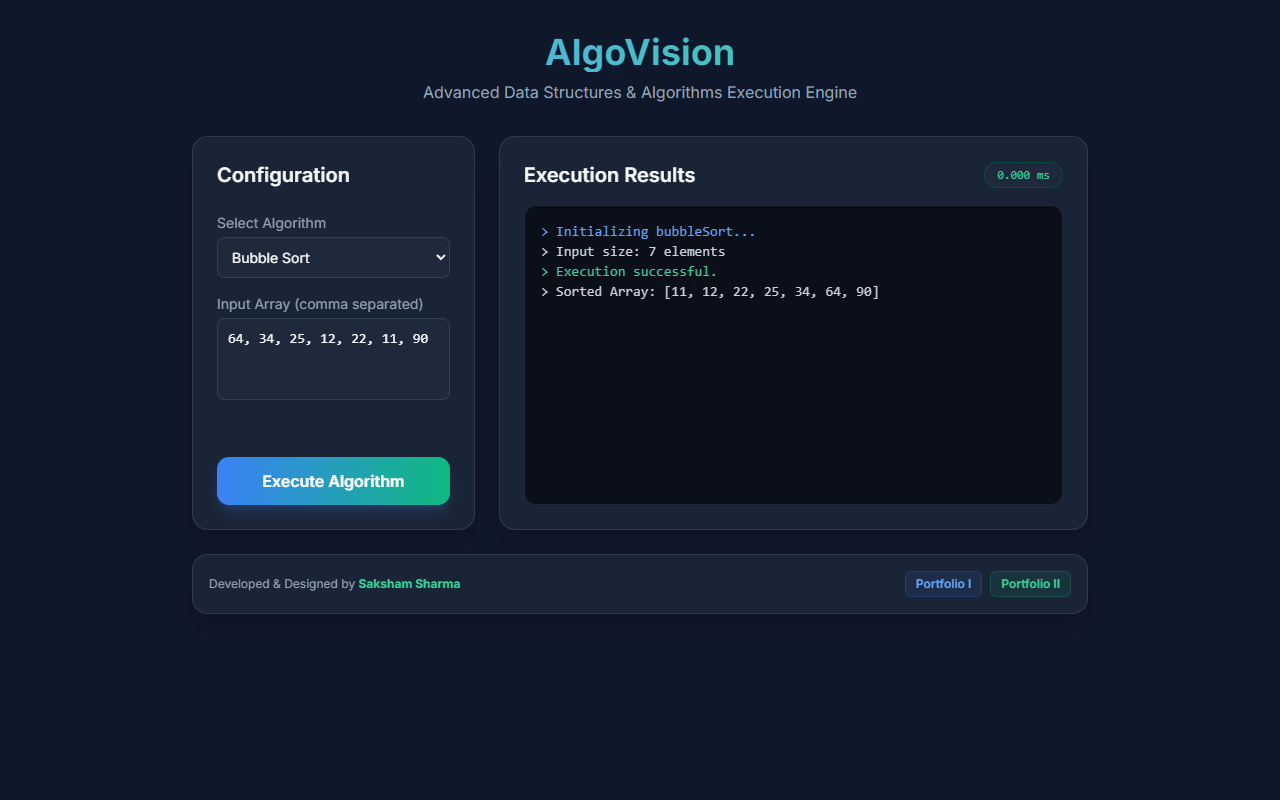 AlgoVision
Advanced Data Structures & Algorithms Execution Engine
Configuration
Select Algorithm
Bubble Sort
Input Array (comma separated)
64, 34, 25, 12, 22, 11, 90
Execute Algorithm
Execution Results
0.000 ms
> Initializing bubbleSort...
> Input size: 7 elements
> Execution successful.
> Sorted Array: [11, 12, 22, 25, 34, 64, 90]
Developed & Designed by Saksham Sharma
Portfolio I
Portfolio II